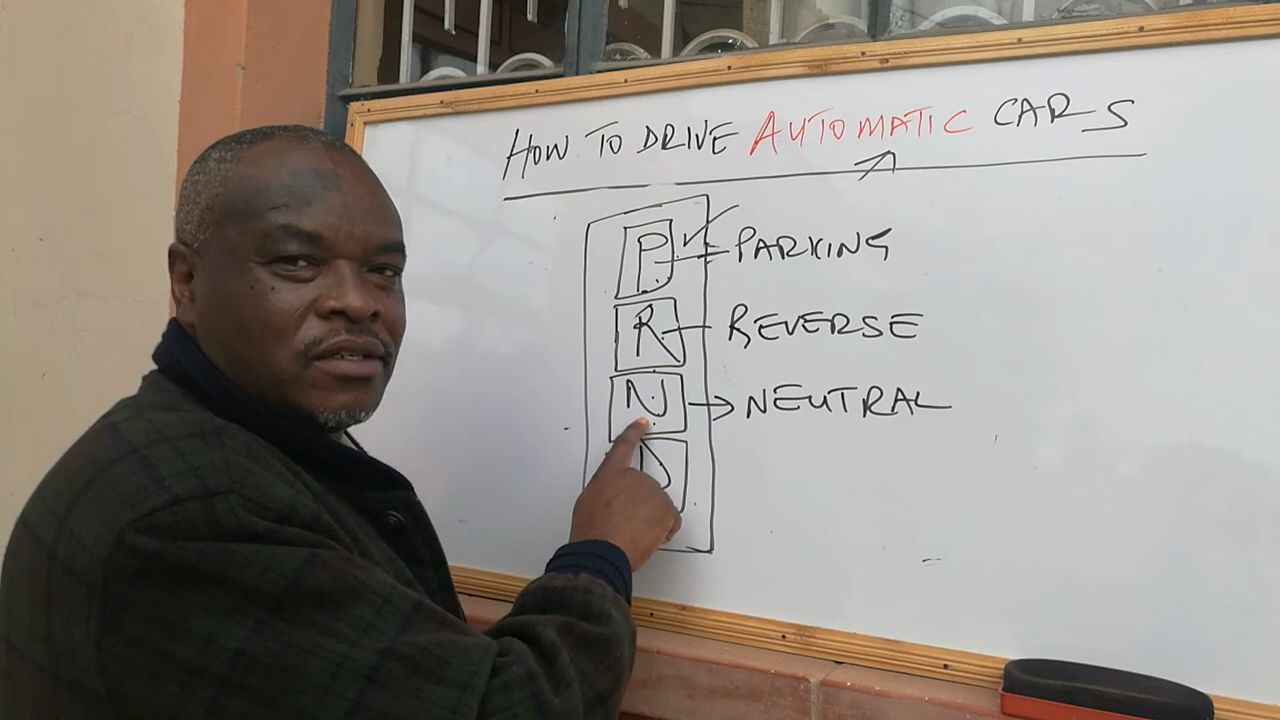 HOW TO DRIVE AUTOMATIC CARS
P PARKING
R REVERSE
N NEUTRAL
D